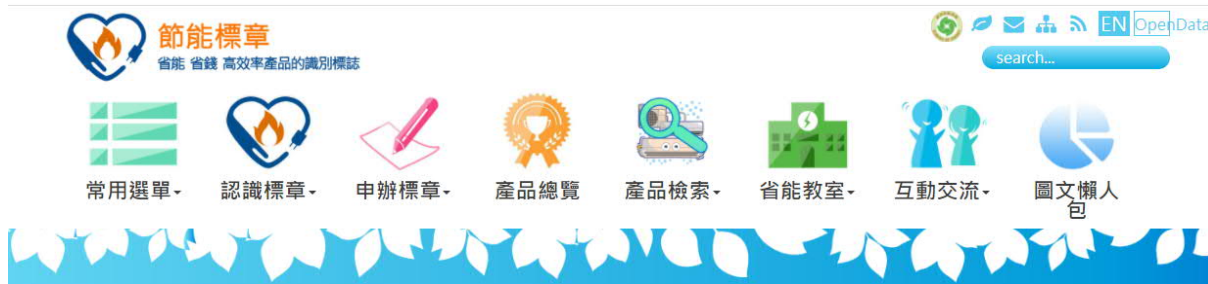 節能標章
省能 省錢 高效率產品的識別標誌
EN OpenData
search...
常用選單 認識標章 申辦標章 產品總覽 產品檢索 省能教室 互動交流 圖文懶人
包